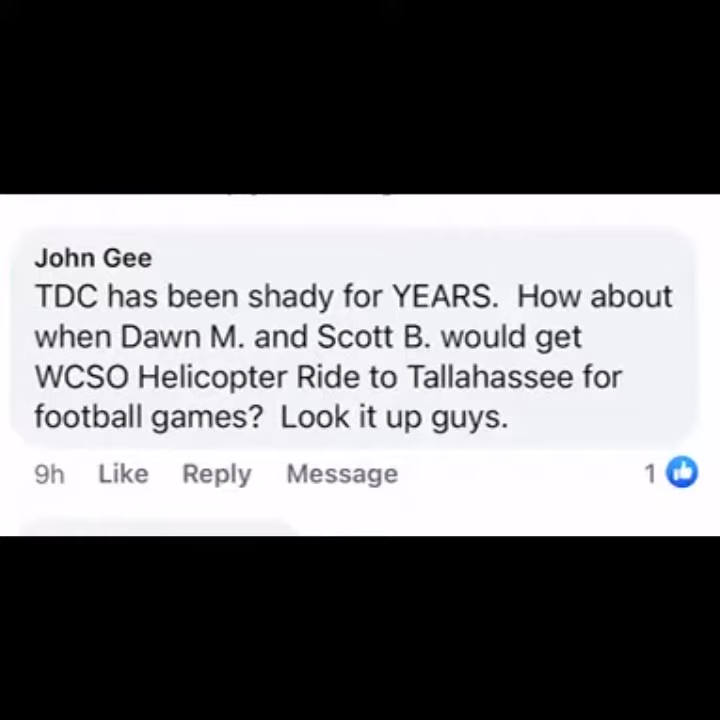 John Gee
TDC has been shady for YEARS.  How about
when Dawn M. and Scott B. would get
WCSO Helicopter Ride to Tallahassee for
football games?  Look it up guys.
9h Like Reply Message 1